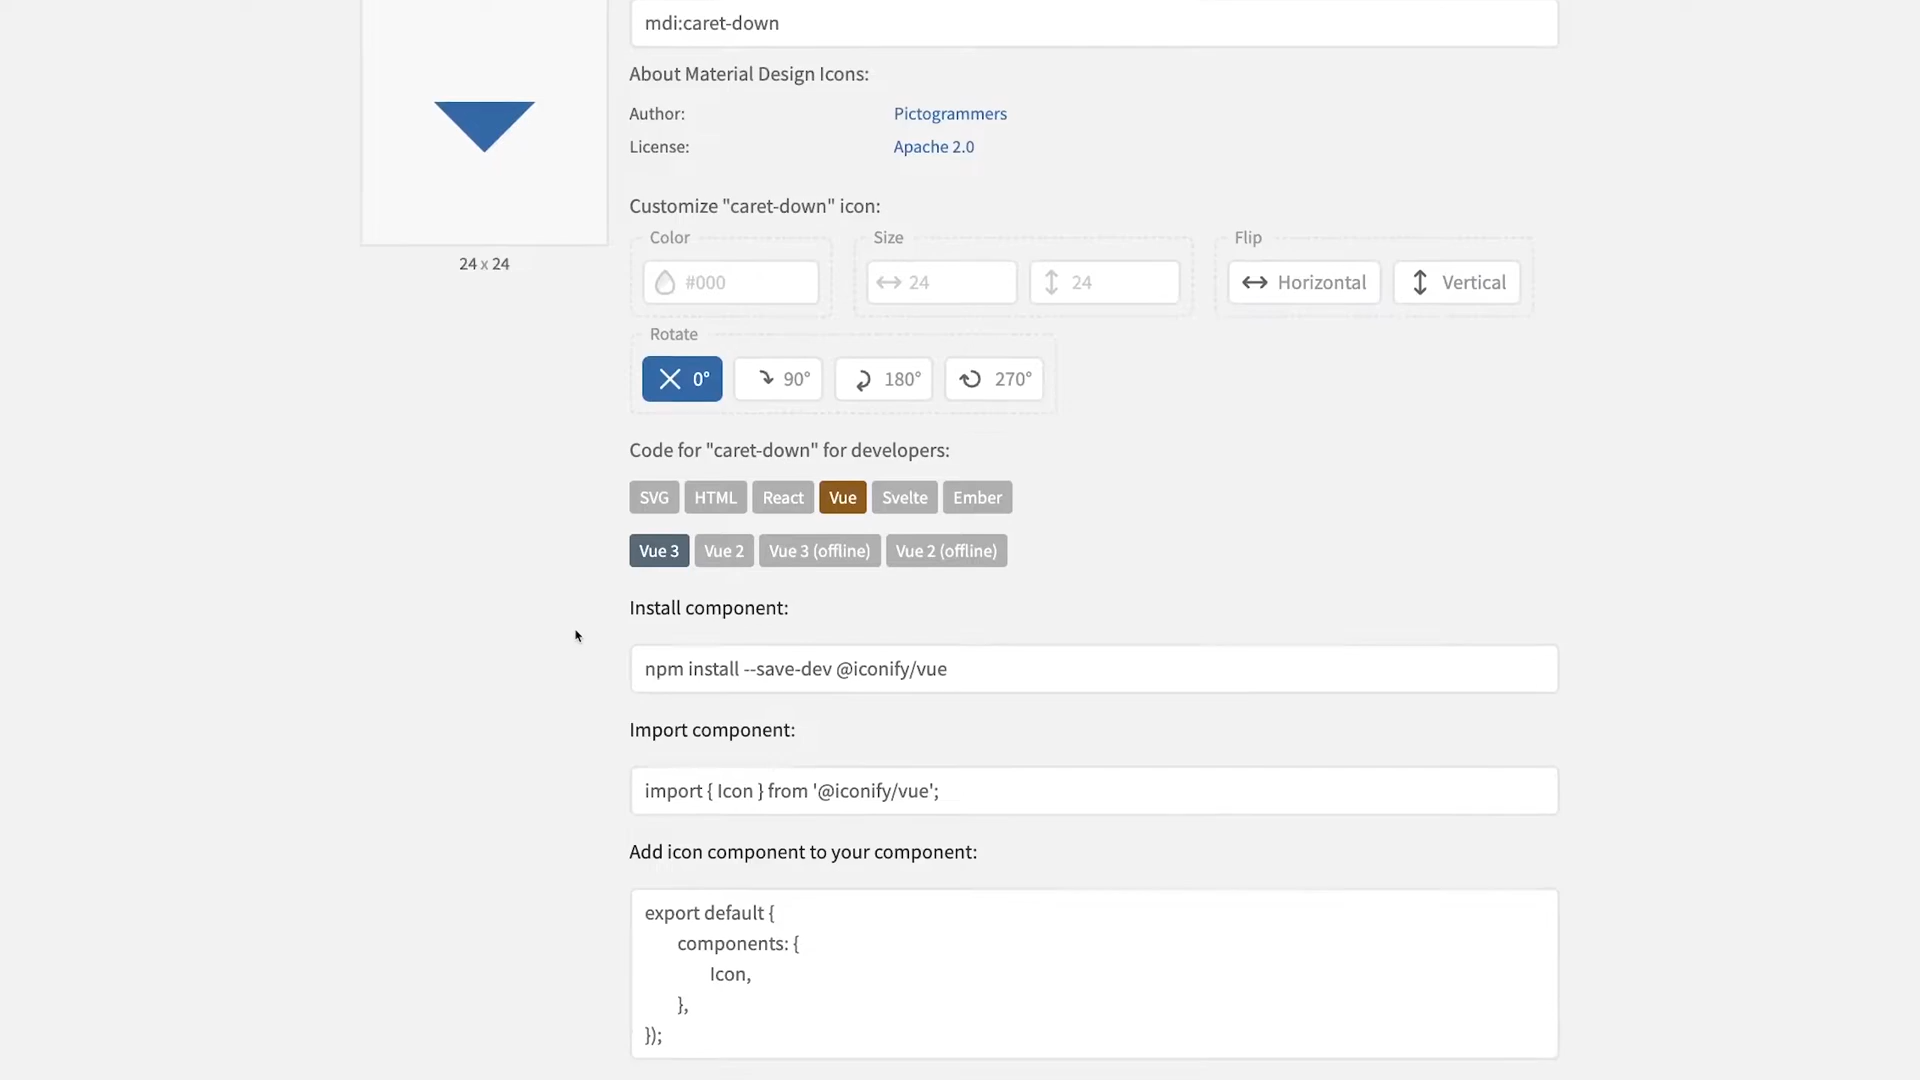 mdi:caret-down
About Material Design Icons:
Author: Pictogrammers
License: Apache 2.0
24 x 24
Customize "caret-down" icon:
Color Size Flip
#000 24 24 Horizontal Vertical
Rotate
0° 90° 180° 270°
Code for "caret-down" for developers:
SVG HTML React Vue Svelte Ember
Vue 3 Vue 2 Vue 3 (offline) Vue 2 (offline)
Install component:
npm install --save-dev @iconify/vue
Import component:
import { Icon } from '@iconify/vue';
Add icon component to your component:
export default {
components: {
Icon,
},
});